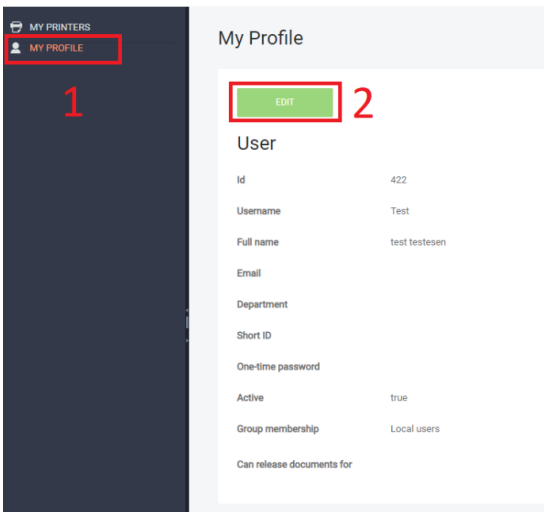 MY PRINTERS
MY PROFILE
1
My Profile
EDIT
2
User
Id 422
Username Test
Full name test testesen
Email
Department
Short ID
One-time password
Active true
Group membership Local users
Can release documents for